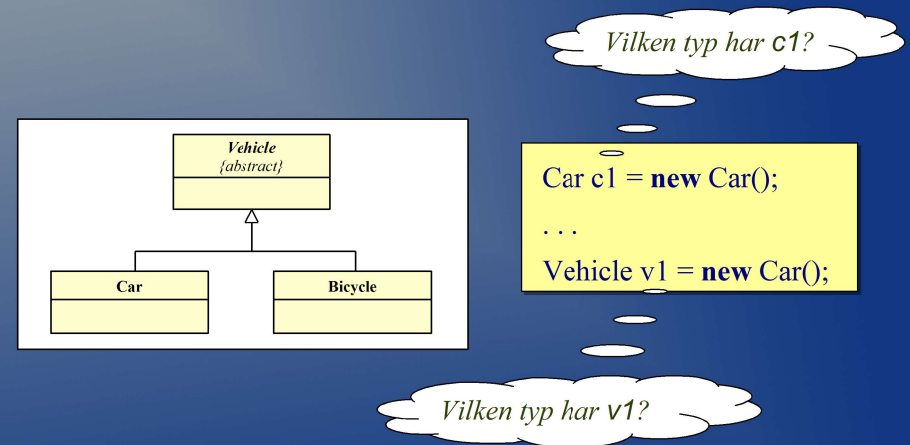 Vilken typ har c1?
Vehicle
{abstract}
Car
Bicycle
Car c1 = new Car();
. . .
Vehicle v1 = new Car();
Vilken typ har v1?